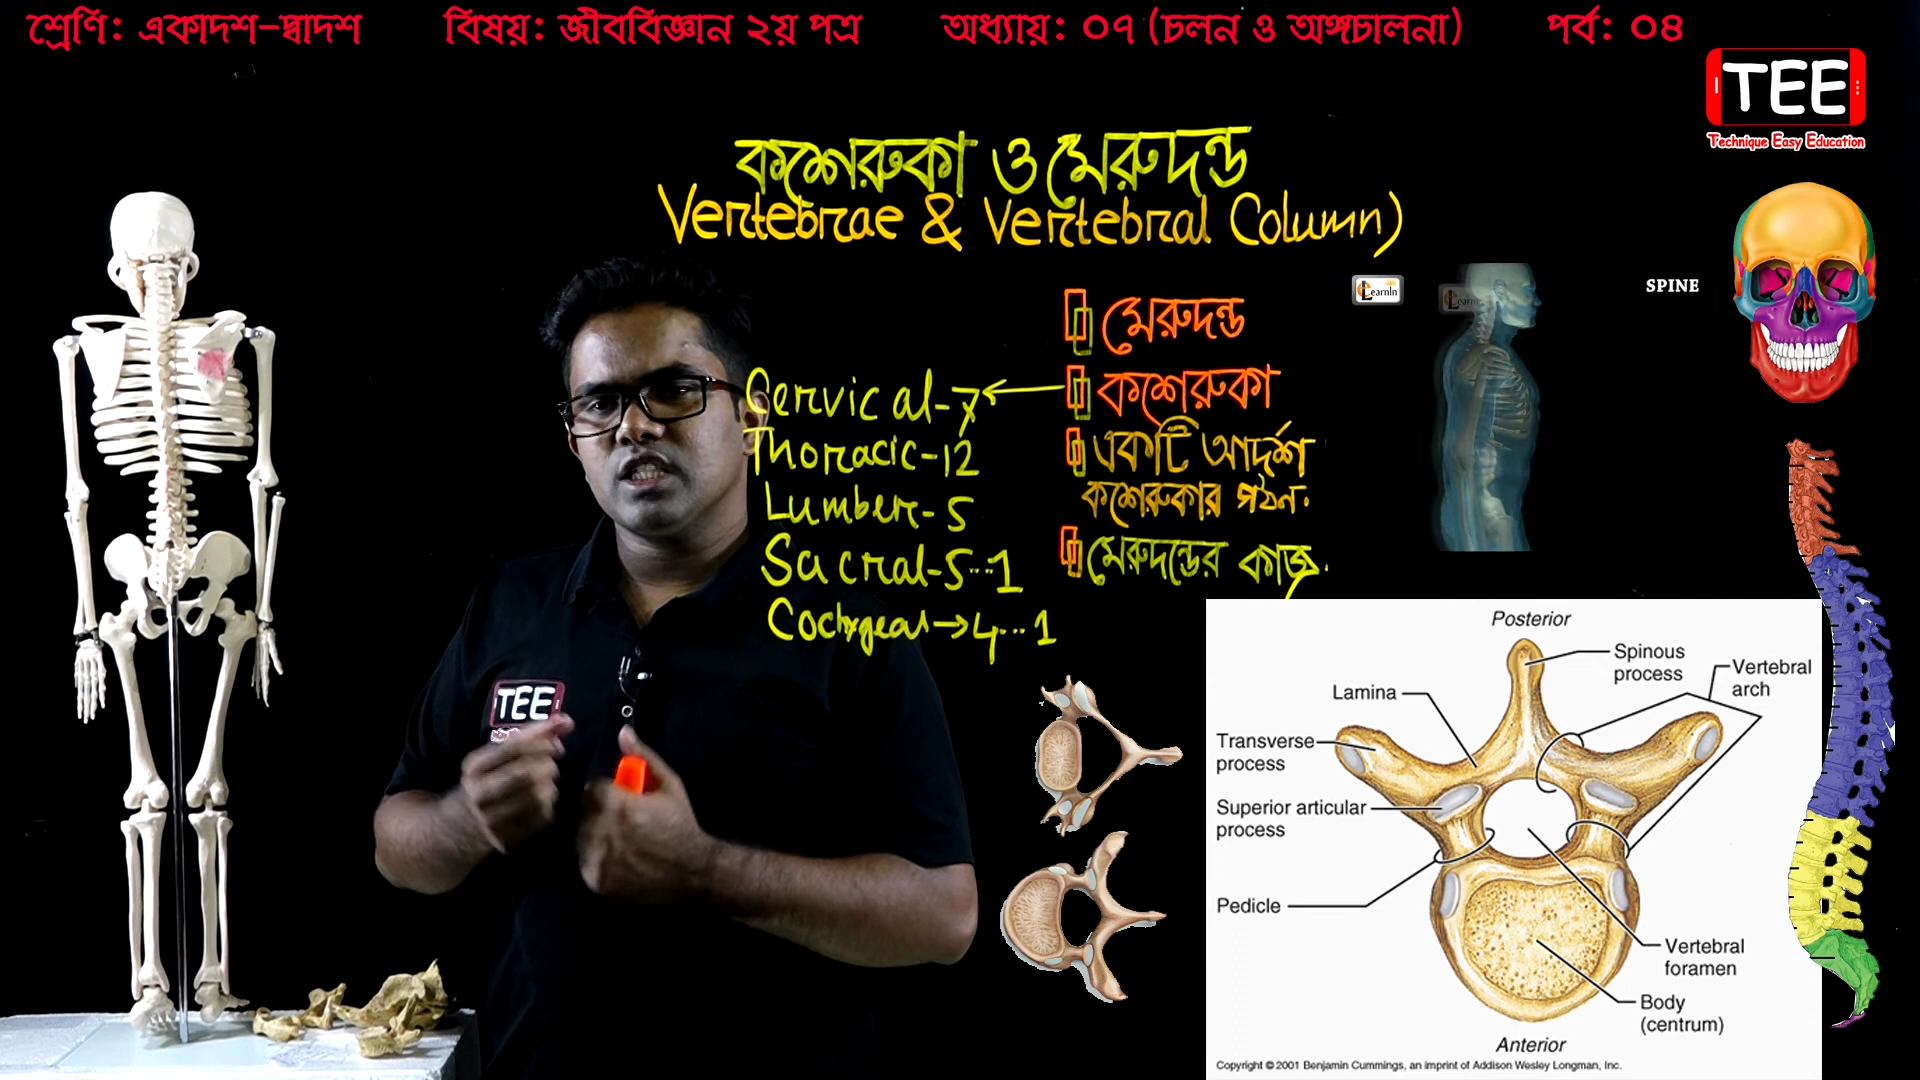 শ্রেণি: একাদশ-দ্বাদশ বিষয়: জীববিজ্ঞান ২য় পত্র অধ্যায়: ০৭ (চলন ও অঙ্গচালনা) পর্ব: ০৪
TEE
Technique Easy Education
কশেরুকা ও মেরুদন্ড
Vertebrae & Vertebral Column)
LearnIn
SPINE
মেরুদন্ড
কশেরুকা
একটি আদর্শ
কশেরুকার গঠন.
মেরুদন্ডের কাজ.
Cervical-7
Thoracic-12
Lumber-5
Sacral-5...1
Coccygeal→4...1
TEE
Posterior
Spinous process
Vertebral arch
Lamina
Transverse process
Superior articular process
Pedicle
Vertebral foramen
Body (centrum)
Anterior
Copyright © 2001 Benjamin Cummings, an imprint of Addison Wesley Longman, Inc.